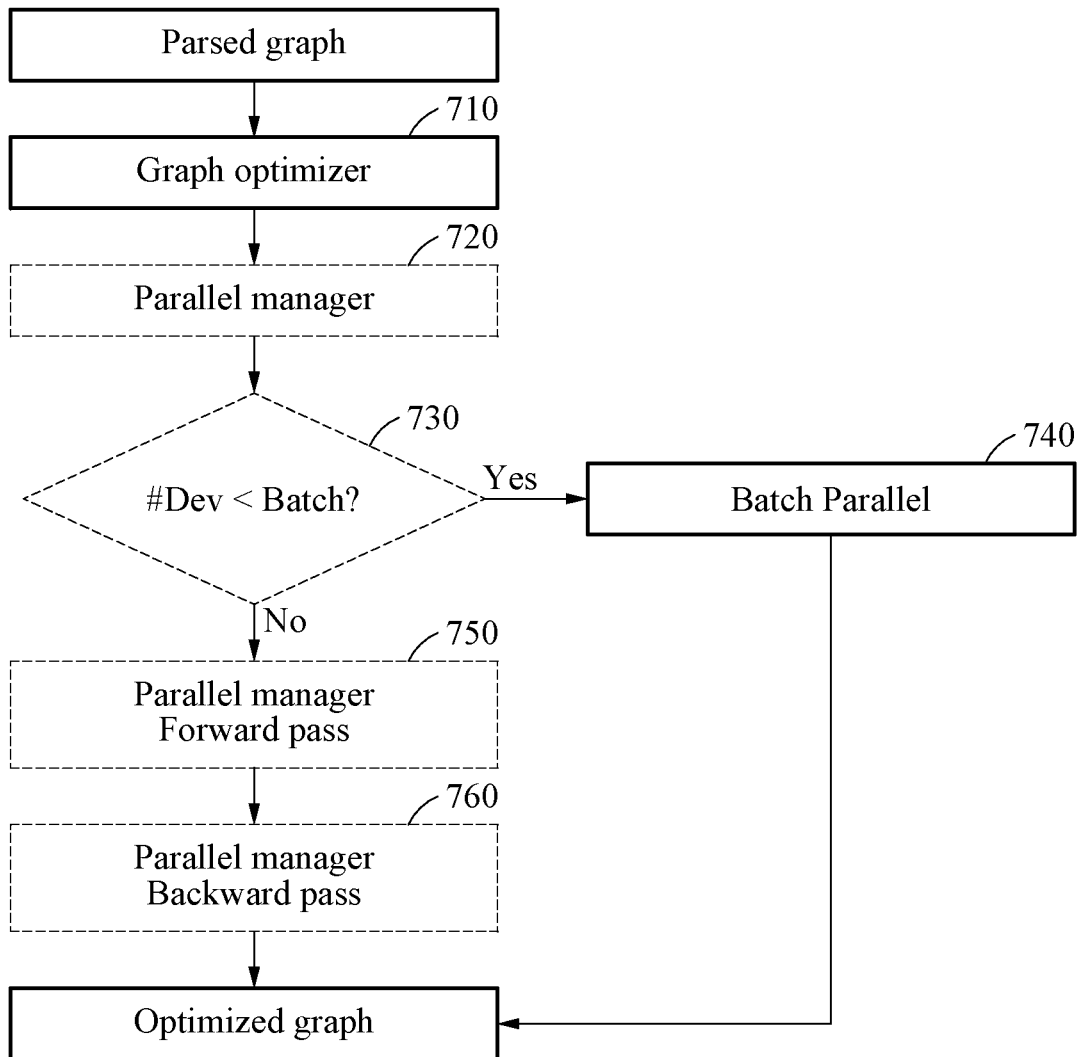 Parsed graph
710
Graph optimizer
720
Parallel manager
730
#Dev < Batch?
Yes
740
Batch Parallel
No
750
Parallel manager
Forward pass
760
Parallel manager
Backward pass
Optimized graph